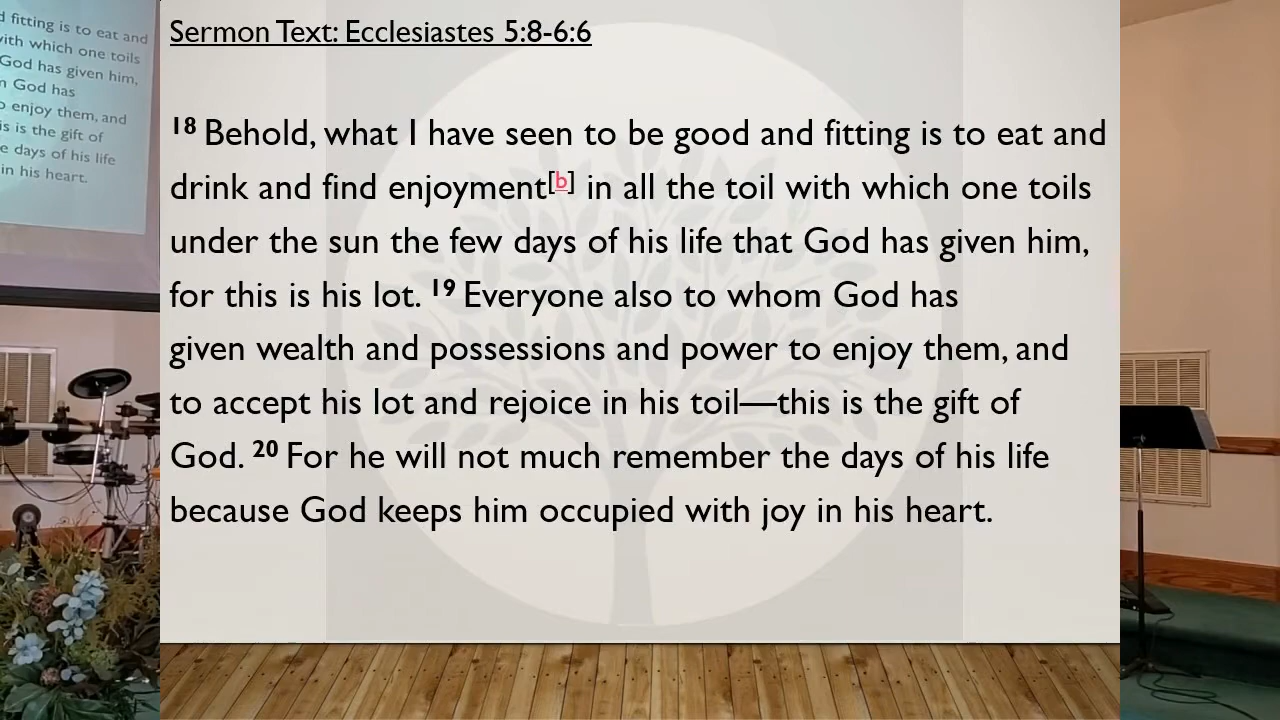 Sermon Text: Ecclesiastes 5:8-6:6
18 Behold, what I have seen to be good and fitting is to eat and
drink and find enjoyment[b] in all the toil with which one toils
under the sun the few days of his life that God has given him,
for this is his lot. 19 Everyone also to whom God has
given wealth and possessions and power to enjoy them, and
to accept his lot and rejoice in his toil—this is the gift of
God. 20 For he will not much remember the days of his life
because God keeps him occupied with joy in his heart.
fitting is to eat and
with which one toils
God has given him,
God has
enjoy them, and
is is the gift of
e days of his life
in his heart.